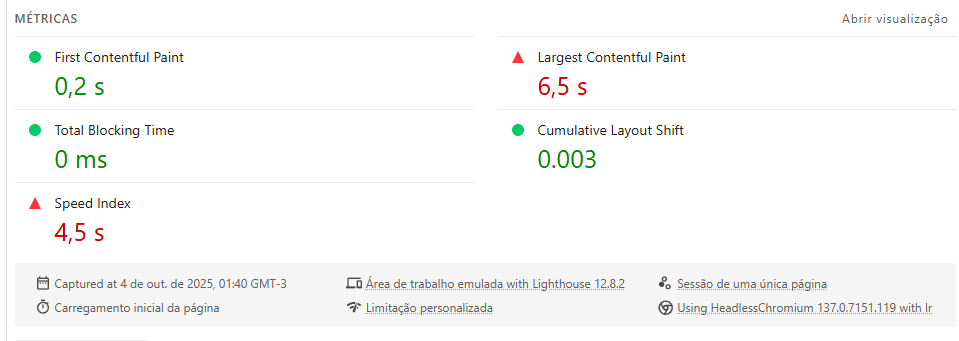 MÉTRICAS
Abrir visualização
First Contentful Paint
0,2 s
Largest Contentful Paint
6,5 s
Total Blocking Time
0 ms
Cumulative Layout Shift
0.003
Speed Index
4,5 s
Captured at 4 de out. de 2025, 01:40 GMT-3
Área de trabalho emulada with Lighthouse 12.8.2
Sessão de uma única página
Carregamento inicial da página
Limitação personalizada
Using HeadlessChromium 137.0.7151.119 with lr